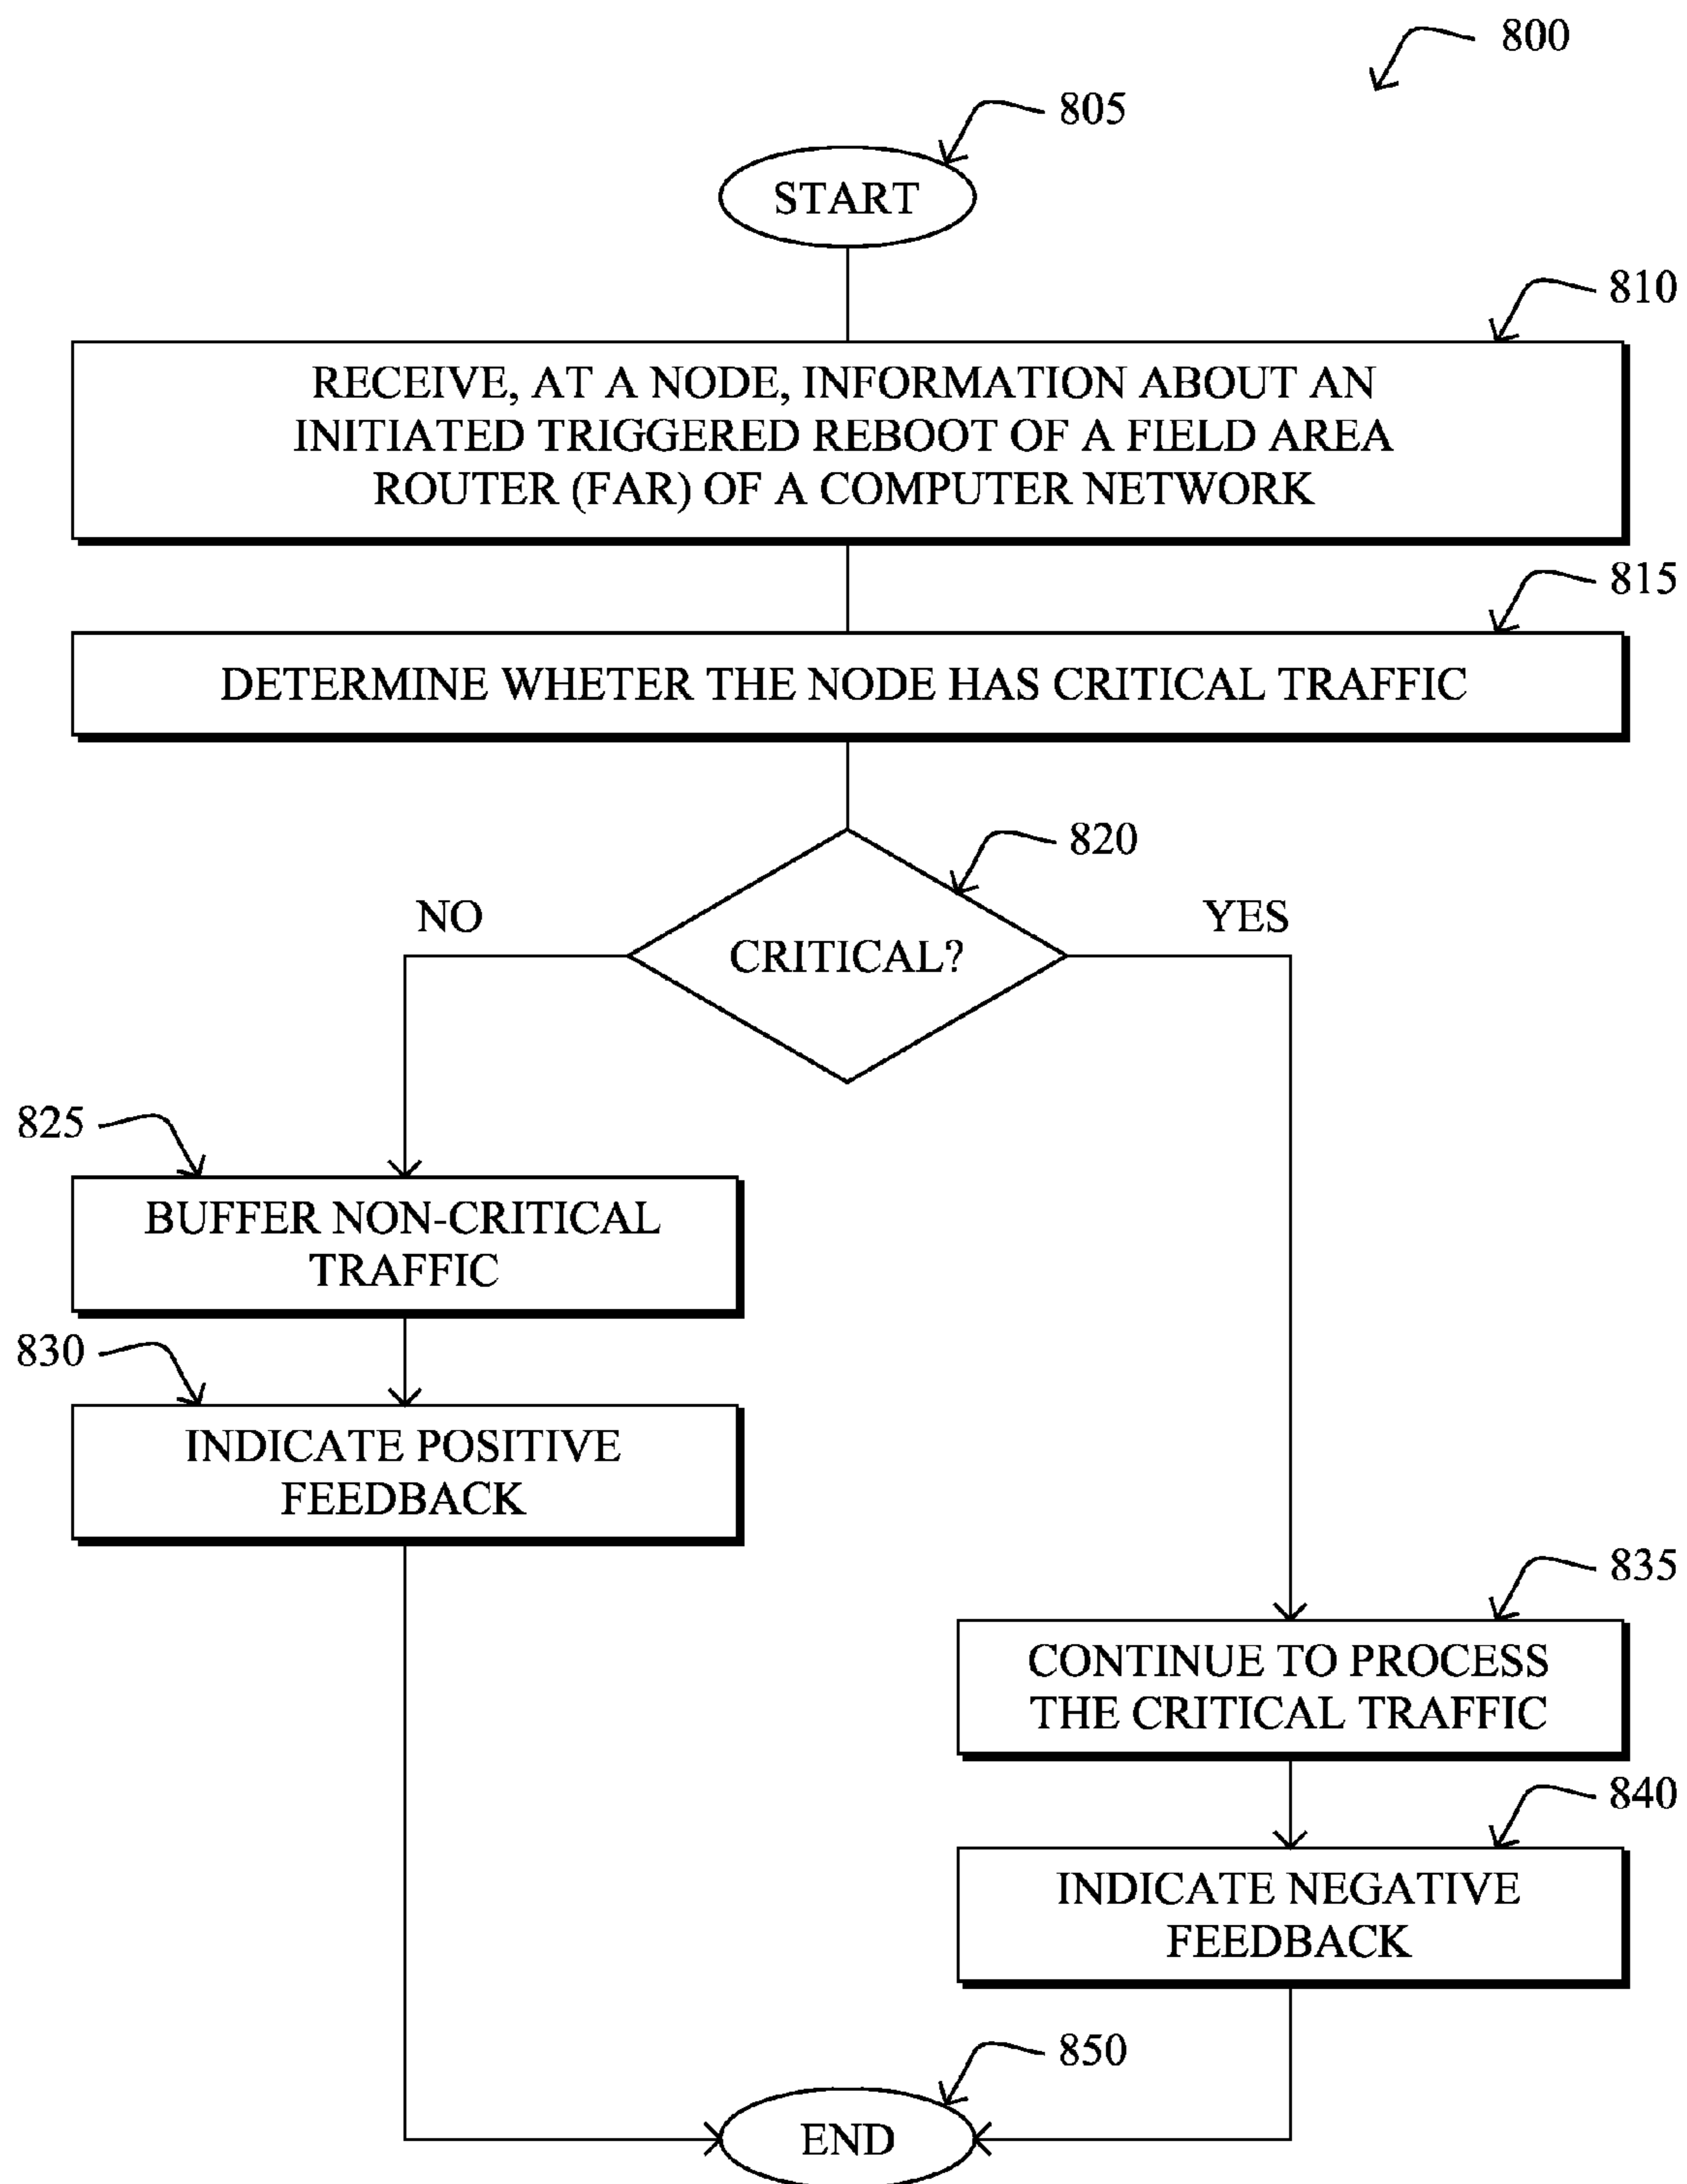 800
805
START
810
RECEIVE, AT A NODE, INFORMATION ABOUT AN
INITIATED TRIGGERED REBOOT OF A FIELD AREA
ROUTER (FAR) OF A COMPUTER NETWORK
815
DETERMINE WHETER THE NODE HAS CRITICAL TRAFFIC
820
NO
YES
CRITICAL?
825
BUFFER NON-CRITICAL
TRAFFIC
830
INDICATE POSITIVE
FEEDBACK
835
CONTINUE TO PROCESS
THE CRITICAL TRAFFIC
840
INDICATE NEGATIVE
FEEDBACK
850
END